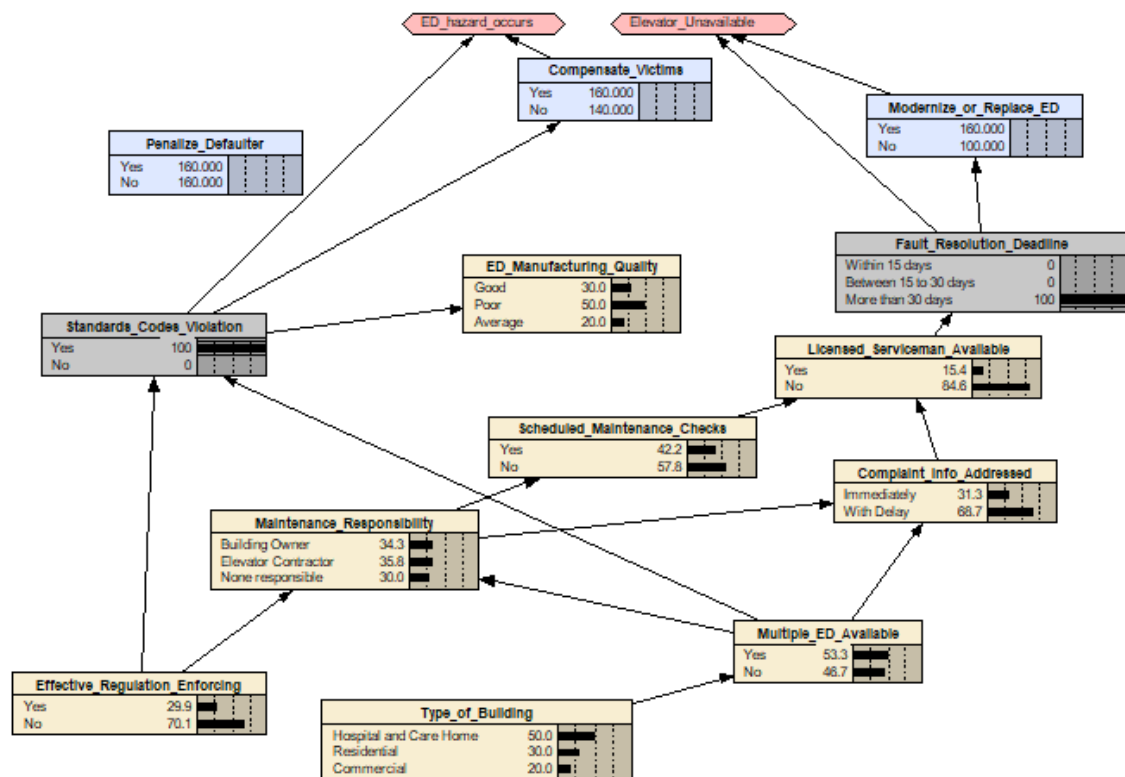 ED_hazard_occurs
Elevator_Unavailable
Compensate_Victims
Yes 160.000
No 140.000
Modernize_or_Replace_ED
Yes 160.000
No 100.000
Penalize_Defaulter
Yes 160.000
No 160.000
Fault_Resolution_Deadline
Within 15 days 0
Between 15 to 30 days 0
More than 30 days 100
ED_Manufacturing_Quality
Good 30.0
Poor 50.0
Average 20.0
Standards_Codes_Violation
Yes 100
No 0
Licensed_Serviceman_Available
Yes 15.4
No 84.6
Scheduled_Maintenance_Checks
Yes 42.2
No 57.8
Complaint_Info_Addressed
Immediately 31.3
With Delay 68.7
Maintenance_Responsibility
Building Owner 34.3
Elevator Contractor 35.8
None responsible 30.0
Multiple_ED_Available
Yes 53.3
No 46.7
Effective_Regulation_Enforcing
Yes 29.9
No 70.1
Type_of_Building
Hospital and Care Home 50.0
Residential 30.0
Commercial 20.0